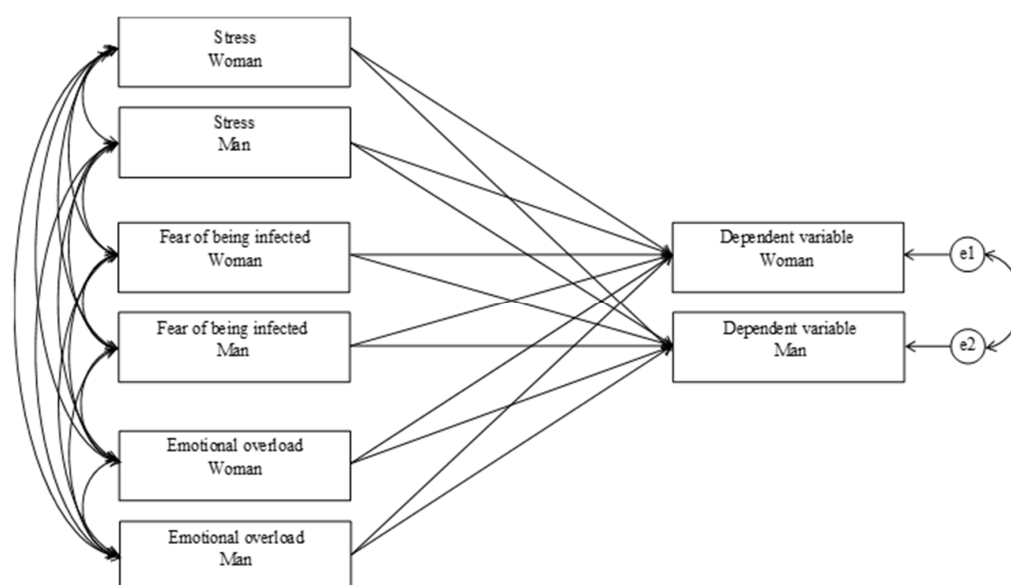 Stress
Woman
Stress
Man
Fear of being infected
Woman
Fear of being infected
Man
Emotional overload
Woman
Emotional overload
Man
Dependent variable
Woman
Dependent variable
Man
e1
e2